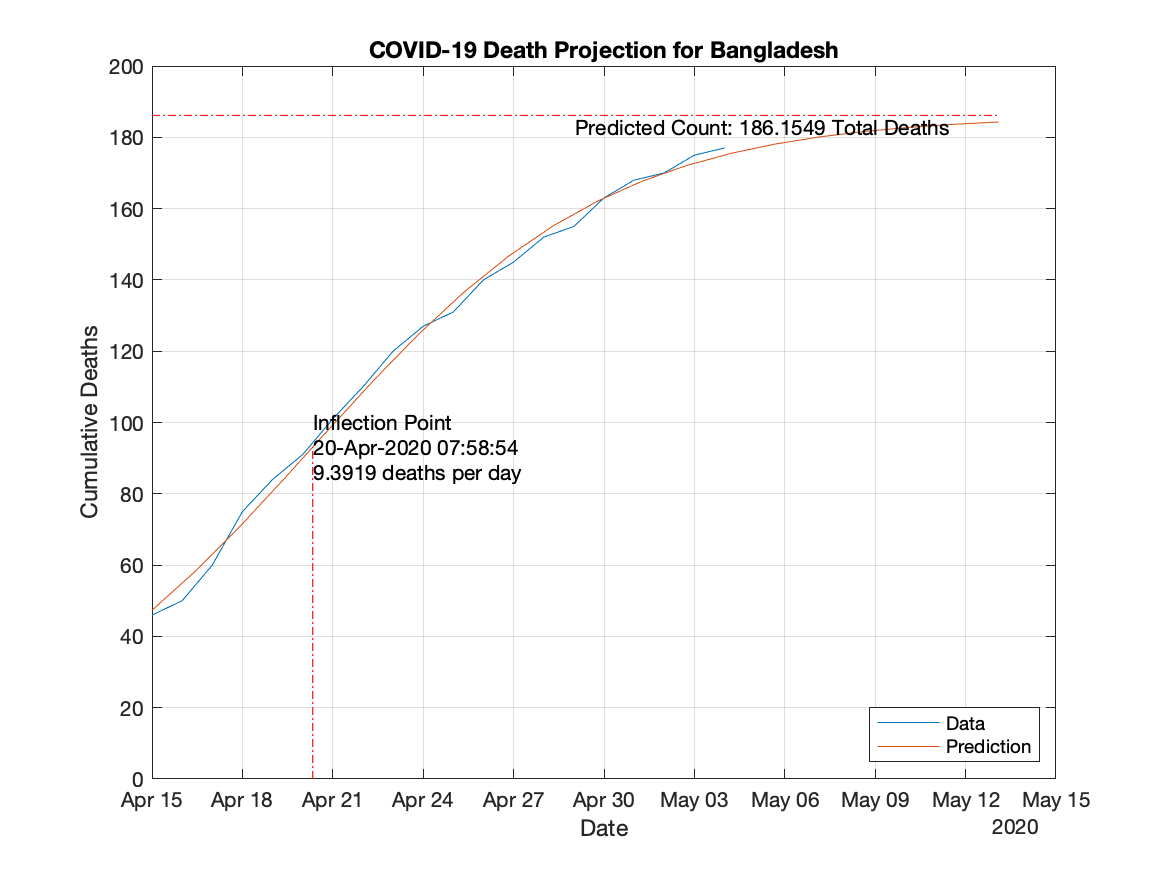 COVID-19 Death Projection for Bangladesh
200
180
160
140
120
100
80
60
40
20
0
Cumulative Deaths
Predicted Count: 186.1549 Total Deaths
Inflection Point
20-Apr-2020 07:58:54
9.3919 deaths per day
Data
Prediction
Apr 15 Apr 18 Apr 21 Apr 24 Apr 27 Apr 30 May 03 May 06 May 09 May 12 May 15
Date
2020